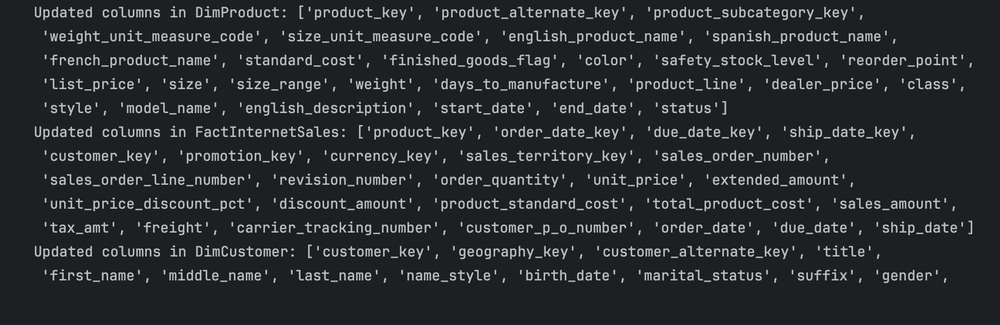 Updated columns in DimProduct: ['product_key', 'product_alternate_key', 'product_subcategory_key',
'weight_unit_measure_code', 'size_unit_measure_code', 'english_product_name', 'spanish_product_name',
'french_product_name', 'standard_cost', 'finished_goods_flag', 'color', 'safety_stock_level', 'reorder_point',
'list_price', 'size', 'size_range', 'weight', 'days_to_manufacture', 'product_line', 'dealer_price', 'class',
'style', 'model_name', 'english_description', 'start_date', 'end_date', 'status']
Updated columns in FactInternetSales: ['product_key', 'order_date_key', 'due_date_key', 'ship_date_key',
'customer_key', 'promotion_key', 'currency_key', 'sales_territory_key', 'sales_order_number',
'sales_order_line_number', 'revision_number', 'order_quantity', 'unit_price', 'extended_amount',
'unit_price_discount_pct', 'discount_amount', 'product_standard_cost', 'total_product_cost', 'sales_amount',
'tax_amt', 'freight', 'carrier_tracking_number', 'customer_p_o_number', 'order_date', 'due_date', 'ship_date']
Updated columns in DimCustomer: ['customer_key', 'geography_key', 'customer_alternate_key', 'title',
'first_name', 'middle_name', 'last_name', 'name_style', 'birth_date', 'marital_status', 'suffix', 'gender',